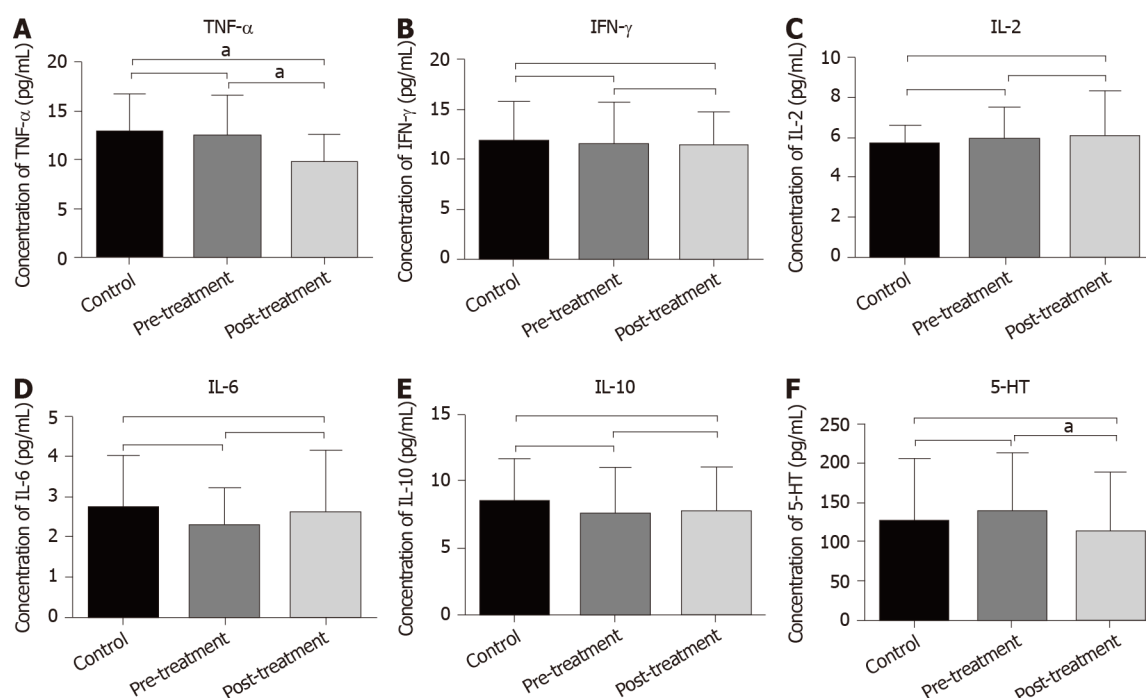 A
TNF-α
a
a
Concentration of TNF-α (pg/mL)
20
15
10
5
0
Control
Pre-treatment
Post-treatment
B
IFN-γ
Concentration of IFN-γ (pg/mL)
20
15
10
5
0
Control
Pre-treatment
Post-treatment
C
IL-2
Concentration of IL-2 (pg/mL)
10
8
6
4
2
0
Control
Pre-treatment
Post-treatment
D
IL-6
Concentration of IL-6 (pg/mL)
5
4
3
2
1
0
Control
Pre-treatment
Post-treatment
E
IL-10
Concentration of IL-10 (pg/mL)
15
10
5
0
Control
Pre-treatment
Post-treatment
F
5-HT
a
Concentration of 5-HT (pg/mL)
250
200
150
100
50
0
Control
Pre-treatment
Post-treatment